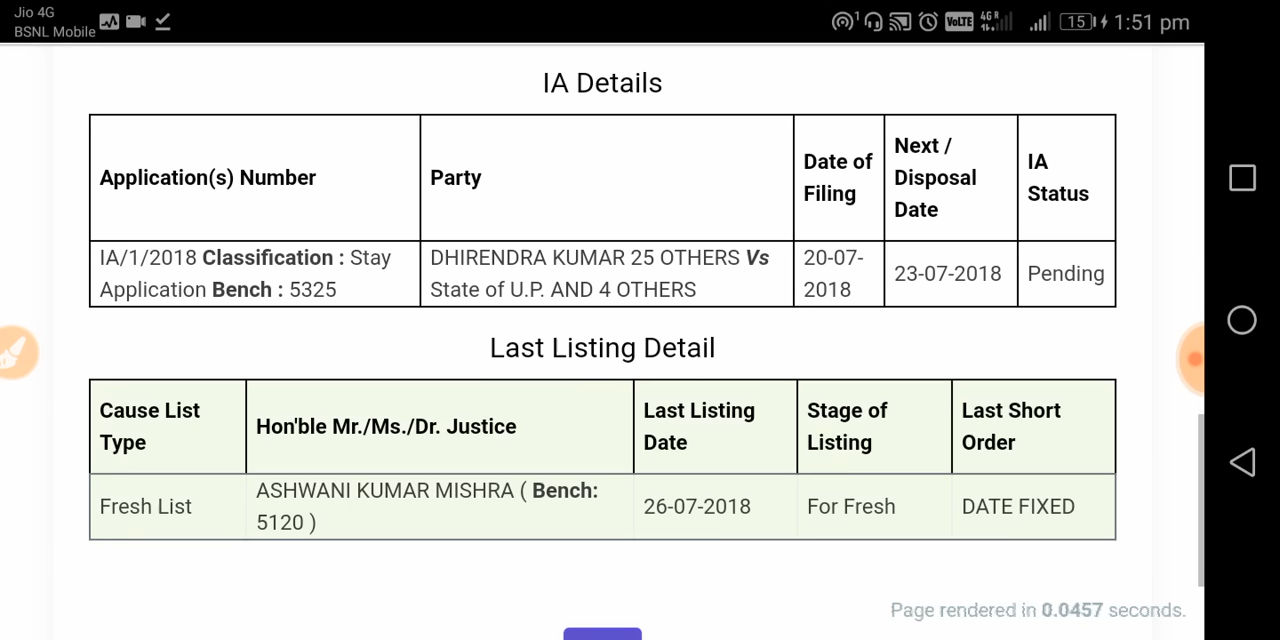 Jio 4G
BSNL Mobile
1
VoLTE
4G R
15
1:51 pm
IA Details
Application(s) Number
Party
Date of
Filing
Next /
Disposal
Date
IA
Status
IA/1/2018 Classification : Stay
Application Bench : 5325
DHIRENDRA KUMAR 25 OTHERS Vs
State of U.P. AND 4 OTHERS
20-07-
2018
23-07-2018
Pending
Last Listing Detail
Cause List
Type
Hon'ble Mr./Ms./Dr. Justice
Last Listing
Date
Stage of
Listing
Last Short
Order
Fresh List
ASHWANI KUMAR MISHRA ( Bench:
5120 )
26-07-2018
For Fresh
DATE FIXED
Page rendered in 0.0457 seconds.